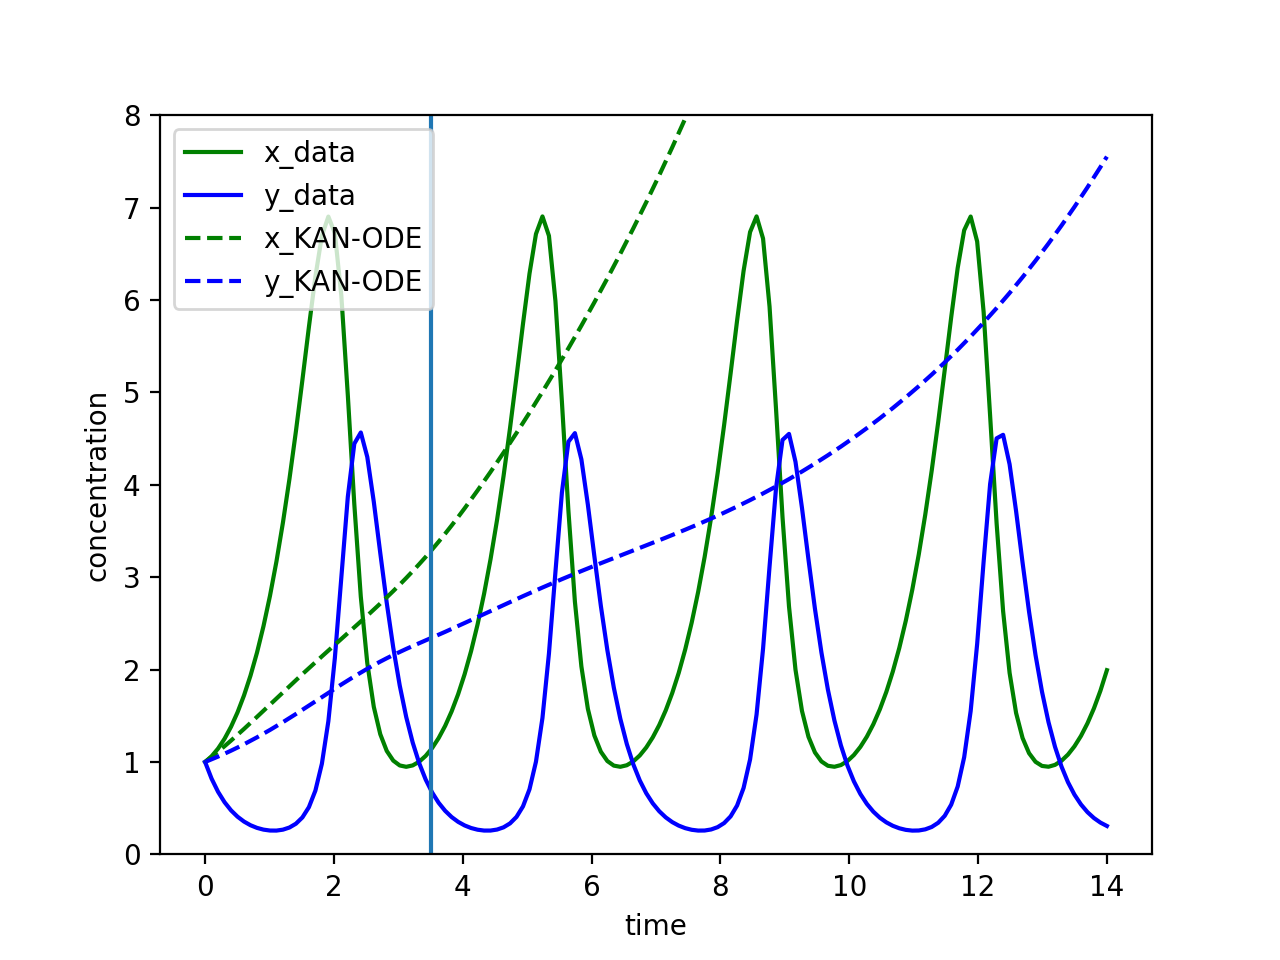 x_data
y_data
x_KAN-ODE
y_KAN-ODE
8
7
6
5
4
3
2
1
0
concentration
0 2 4 6 8 10 12 14
time